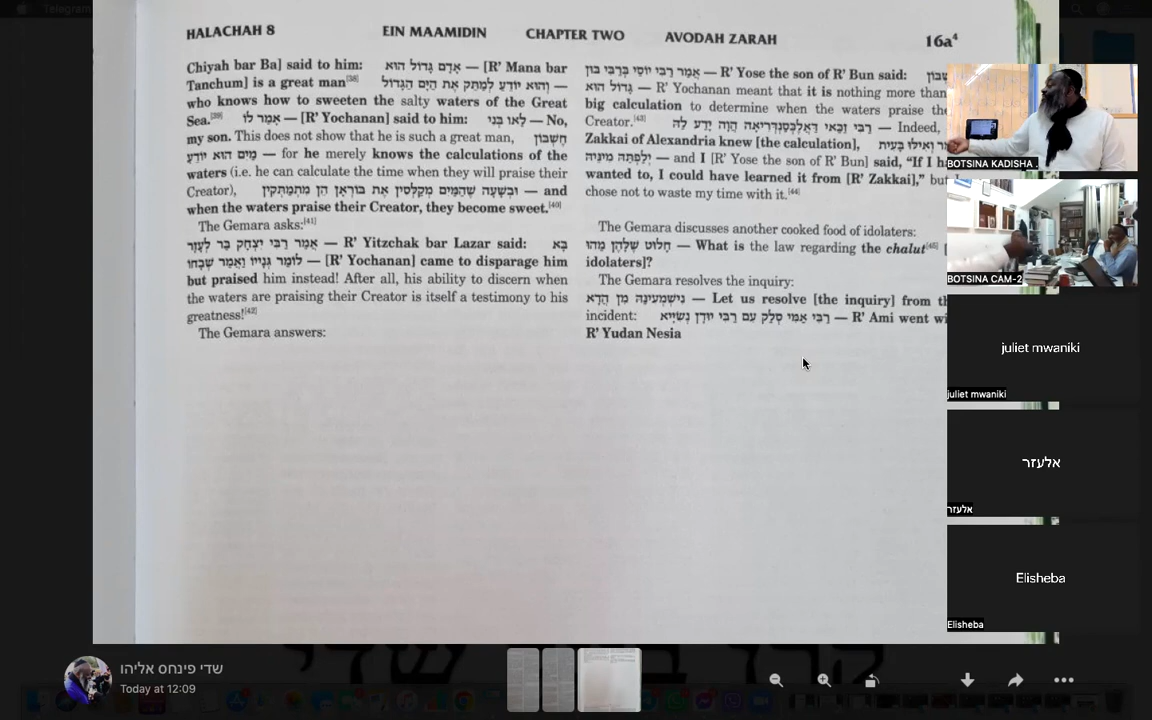 Telegram
HALACHAH 8 EIN MAAMIDIN CHAPTER TWO AVODAH ZARAH 16a⁴
Chiyah bar Ba] said to him: אָדָם גָּדוֹל הוּא — [R' Mana bar
Tanchum] is a great man[38] וְהוּא יוֹדֵעַ לְמַתֵּק אֶת הַיָּם הַגָּדוֹל —
who knows how to sweeten the salty waters of the Great
Sea.[39] אָמַר לוֹ — [R' Yochanan] said to him: לָאו בְּנִי — No,
my son. This does not show that he is such a great man, חֶשְׁבּוֹן
מַיִם הוּא יוֹדֵעַ — for he merely knows the calculations of the
waters (i.e. he can calculate the time when they will praise their
Creator), וּבְשָׁעָה שֶׁהַמַּיִם מְקַלְּסִין אֶת בּוֹרְאָן הֵן מִתְמַתְּקִין — and
when the waters praise their Creator, they become sweet.[40]
The Gemara asks:[41]
אָמַר רַבִּי יִצְחָק בַּר לָעְזָר — R' Yitzchak bar Lazar said: בָּא
לוֹמַר גְּנָיָיו וְאָמַר שְׁבָחוֹ — [R' Yochanan] came to disparage him
but praised him instead! After all, his ability to discern when
the waters are praising their Creator is itself a testimony to his
greatness![42]
The Gemara answers:
אָמַר רַבִּי יוֹסֵי בְּרַבִּי בּוּן — R' Yose the son of R' Bun said:
גָּדוֹל הוּא — R' Yochanan meant that it is nothing more than
big calculation to determine when the waters praise the
Creator.[43] רַבִּי זַכַּאי דַּאֲלֶכְּסַנְדְּרִיאָה הֲוָה יָדַע לֵהּ — Indeed,
Zakkai of Alexandria knew [the calculation], וְאִילּוּ בָּעִית
יְלָפְתָּהּ מִינֵּיהּ — and I [R' Yose the son of R' Bun] said, "If I h
wanted to, I could have learned it from [R' Zakkai]," but
chose not to waste my time with it.[44]
The Gemara discusses another cooked food of idolaters:
חָלוּט שֶׁלָּהֶן מַהוּ — What is the law regarding the chalut[45] [
idolaters]?
The Gemara resolves the inquiry:
נִישְׁמְעִינָהּ מִן הֲדָא — Let us resolve [the inquiry] from th
incident: רַבִּי אַמִּי סְלַק עִם רַבִּי יוּדָן נְשִׂיָּיא — R' Ami went wi
R' Yudan Nesia
BOTSINA KADISHA .
BOTSINA CAM-2
juliet mwaniki
juliet mwaniki
אלעזר
אלעזר
Elisheba
Elisheba
שדי פינחס אליהו
Today at 12:09